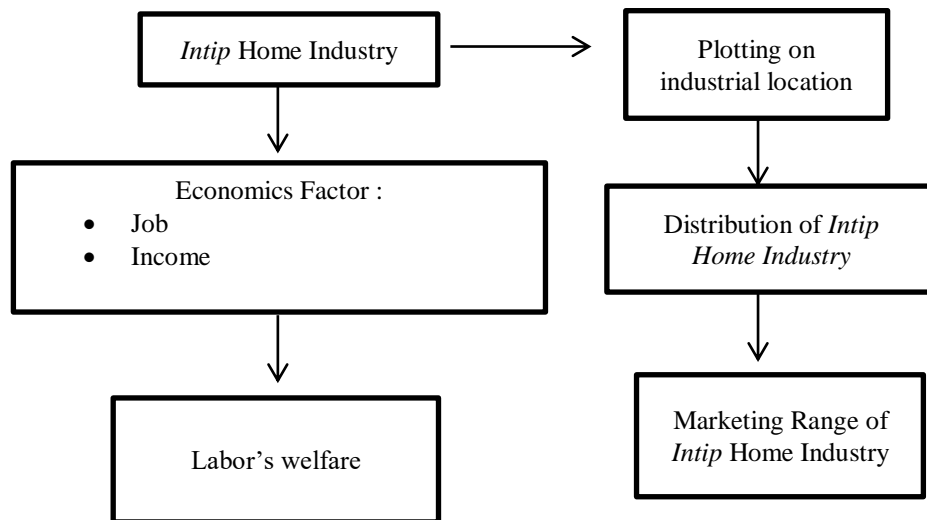 Intip Home Industry
Plotting on
industrial location
Economics Factor :
• Job
• Income
Distribution of Intip
Home Industry
Labor’s welfare
Marketing Range of
Intip Home Industry